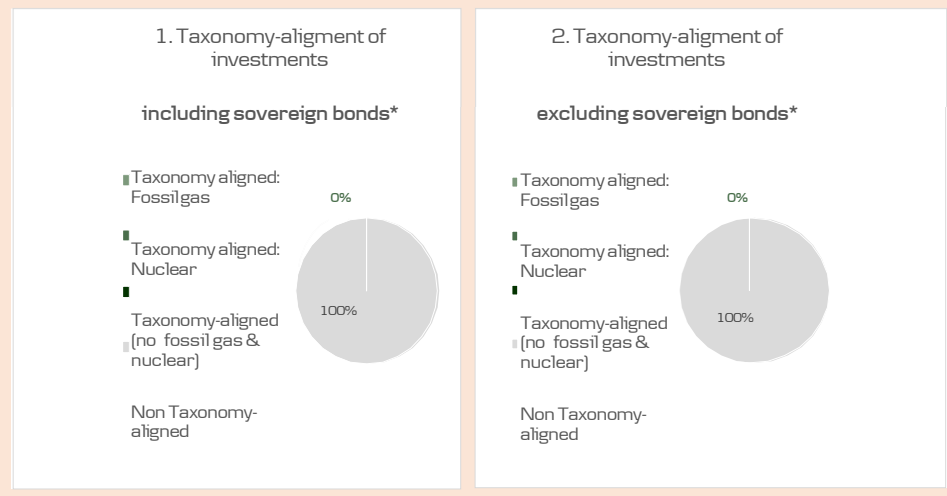 1. Taxonomy-aligment of
investments
including sovereign bonds*
Taxonomy aligned:
Fossil gas
Taxonomy aligned:
Nuclear
Taxonomy-aligned
(no fossil gas &
nuclear)
Non Taxonomy-
aligned
0%
100%
2. Taxonomy-aligment of
investments
excluding sovereign bonds*
Taxonomy aligned:
Fossil gas
Taxonomy aligned:
Nuclear
Taxonomy-aligned
(no fossil gas &
nuclear)
Non Taxonomy-
aligned
0%
100%